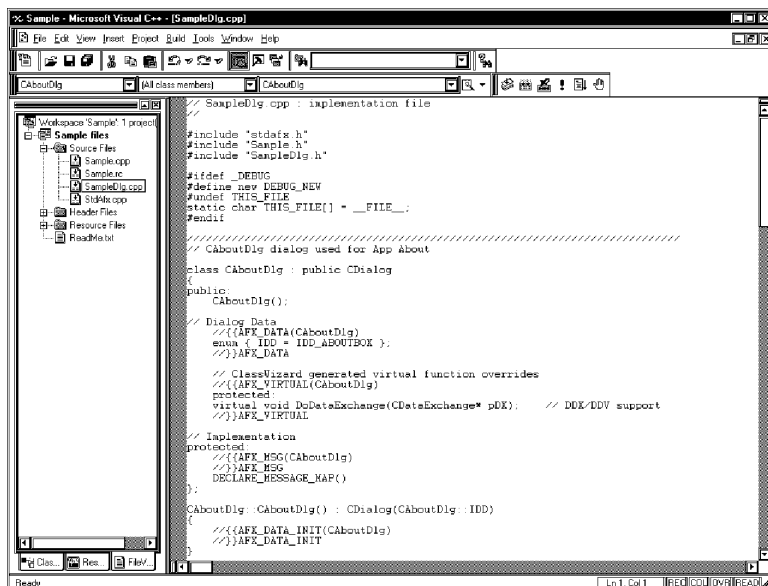 Sample - Microsoft Visual C++ - [SampleDlg.cpp]
File Edit View Insert Project Build Tools Window Help
CAboutDlg (All class members) CAboutDlg
Workspace 'Sample': 1 project(
Sample files
Source Files
Sample.cpp
Sample.rc
SampleDlg.cpp
StdAfx.cpp
Header Files
Resource Files
ReadMe.txt
Clas... Res... FileV...
// SampleDlg.cpp : implementation file
//
#include "stdafx.h"
#include "Sample.h"
#include "SampleDlg.h"
#ifdef _DEBUG
#define new DEBUG_NEW
#undef THIS_FILE
static char THIS_FILE[] = __FILE__;
#endif
/////////////////////////////////////////////////////////////////////////////
// CAboutDlg dialog used for App About
class CAboutDlg : public CDialog
{
public:
CAboutDlg();
// Dialog Data
//{{AFX_DATA(CAboutDlg)
enum { IDD = IDD_ABOUTBOX };
//}}AFX_DATA
// ClassWizard generated virtual function overrides
//{{AFX_VIRTUAL(CAboutDlg)
protected:
virtual void DoDataExchange(CDataExchange* pDX); // DDX/DDV support
//}}AFX_VIRTUAL
// Implementation
protected:
//{{AFX_MSG(CAboutDlg)
//}}AFX_MSG
DECLARE_MESSAGE_MAP()
};
CAboutDlg::CAboutDlg() : CDialog(CAboutDlg::IDD)
{
//{{AFX_DATA_INIT(CAboutDlg)
//}}AFX_DATA_INIT
}
Ready
Ln 1, Col 1 REC COL OVR READ